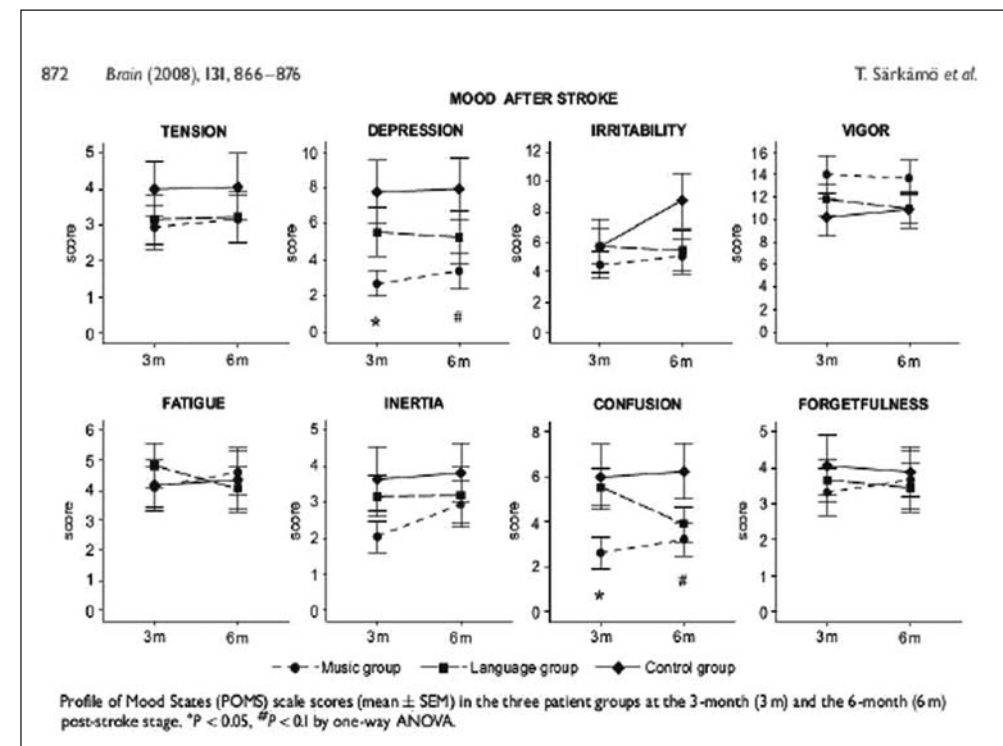 872 Brain (2008), 131, 866–876 T. Särkämö et al.
MOOD AFTER STROKE
TENSION DEPRESSION IRRITABILITY VIGOR
5 4 3 2 1 0
score
3m 6m
10 8 6 4 2 0
score
* #
3m 6m
12 10 8 6 4 2 0
score
3m 6m
16 14 12 10 8 6 4 2 0
score
3m 6m
FATIGUE INERTIA CONFUSION FORGETFULNESS
6 5 4 3 2 1 0
score
3m 6m
5 4 3 2 1 0
score
3m 6m
8 6 4 2 0
score
* #
3m 6m
5 4 3 2 1 0
score
3m 6m
Music group Language group Control group
Profile of Mood States (POMS) scale scores (mean ± SEM) in the three patient groups at the 3-month (3 m) and the 6-month (6 m)
post-stroke stage. *P < 0.05, #P < 0.1 by one-way ANOVA.